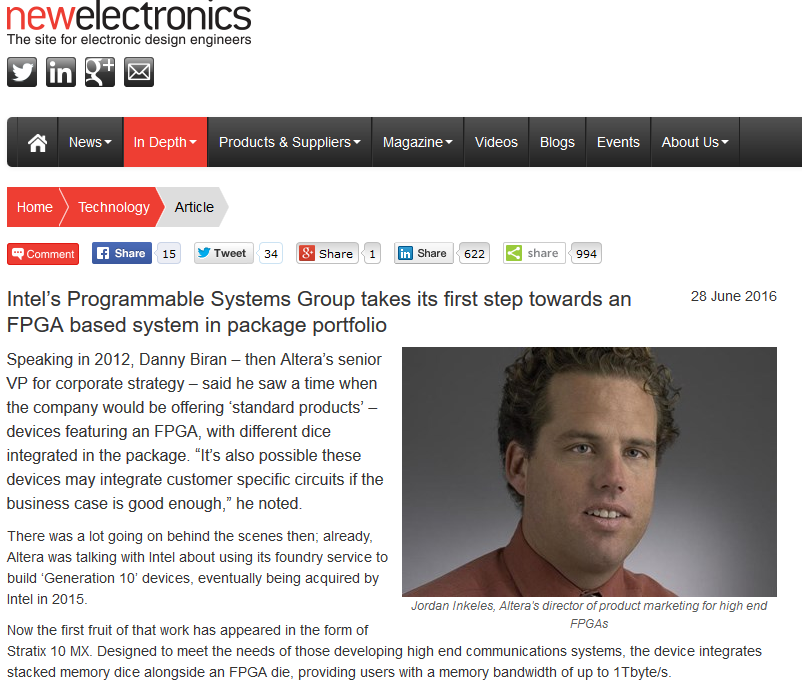 newelectronics
The site for electronic design engineers
News In Depth Products & Suppliers Magazine Videos Blogs Events About Us
Home Technology Article
Comment Share 15 Tweet 34 Share 1 Share 622 share 994
Intel’s Programmable Systems Group takes its first step towards an
FPGA based system in package portfolio
28 June 2016
Speaking in 2012, Danny Biran – then Altera’s senior
VP for corporate strategy – said he saw a time when
the company would be offering ‘standard products’ –
devices featuring an FPGA, with different dice
integrated in the package. “It’s also possible these
devices may integrate customer specific circuits if the
business case is good enough,” he noted.
Jordan Inkeles, Altera’s director of product marketing for high end
FPGAs
There was a lot going on behind the scenes then; already,
Altera was talking with Intel about using its foundry service to
build ‘Generation 10’ devices, eventually being acquired by
Intel in 2015.
Now the first fruit of that work has appeared in the form of
Stratix 10 MX. Designed to meet the needs of those developing high end communications systems, the device integrates
stacked memory dice alongside an FPGA die, providing users with a memory bandwidth of up to 1Tbyte/s.